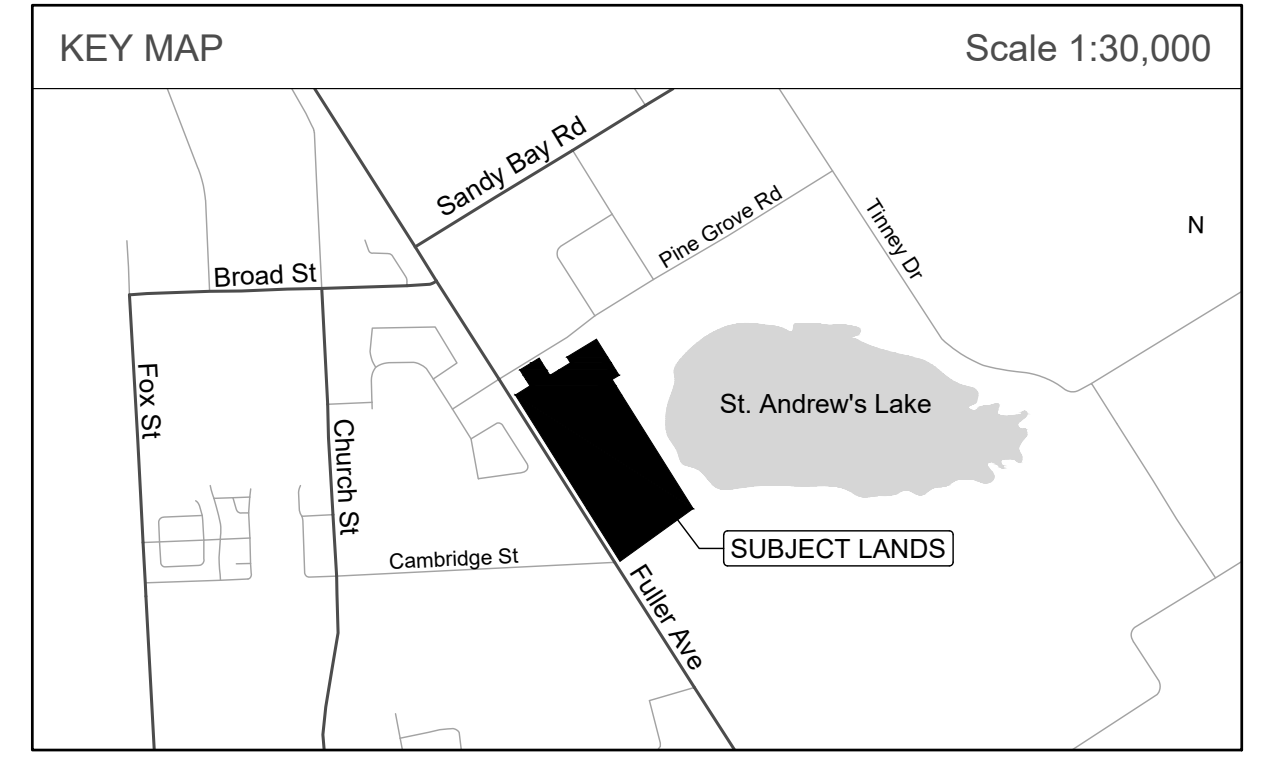 KEY MAP
Scale 1:30,000
Sandy Bay Rd
Pine Grove Rd
Tinney Dr
N
Broad St
Fox St
Church St
St. Andrew's Lake
SUBJECT LANDS
Cambridge St
Fuller Ave